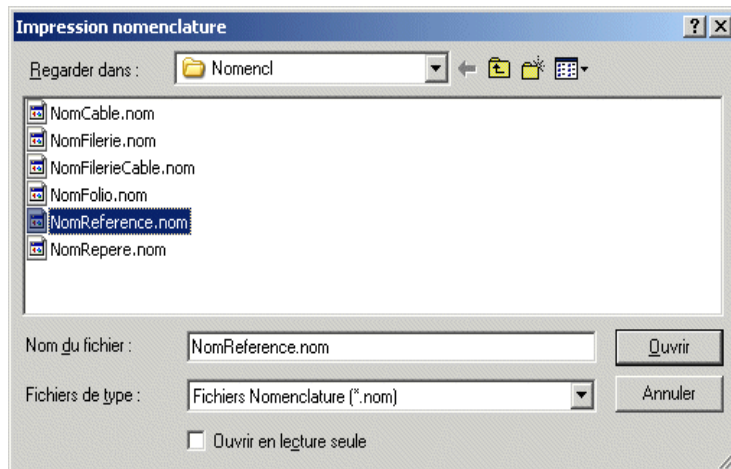 Impression nomenclature
Regarder dans :
Nomencl
NomCable.nom
NomFilerie.nom
NomFilerieCable.nom
NomFolio.nom
NomReference.nom
NomRepere.nom
Nom du fichier :
NomReference.nom
Ouvrir
Fichiers de type :
Fichiers Nomenclature (*.nom)
Annuler
Ouvrir en lecture seule